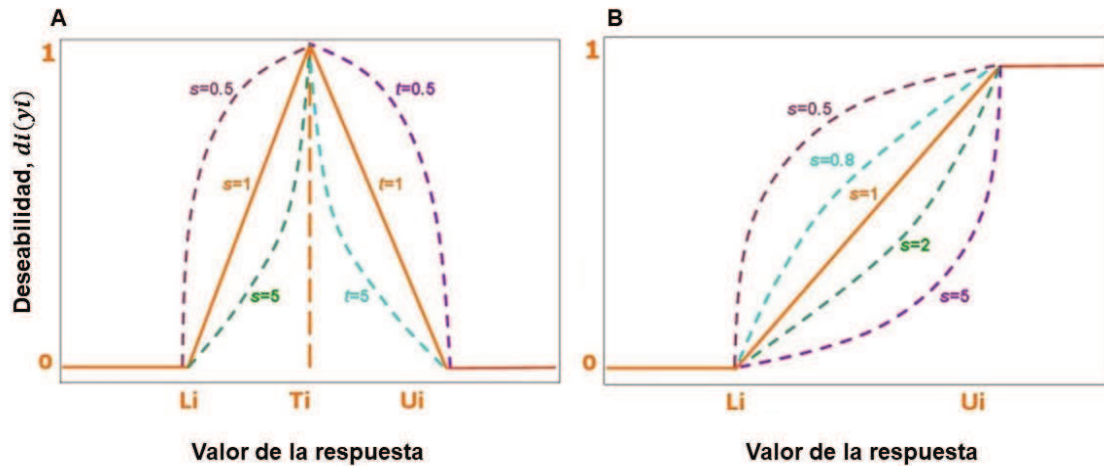 A
1
s=0.5
t=0.5
s=1
t=1
s=5
t=5
0
Li
Ti
Ui
Deseabilidad, di(yi)
Valor de la respuesta
B
1
s=0.5
s=0.8
s=1
s=2
s=5
0
Li
Ui
Valor de la respuesta